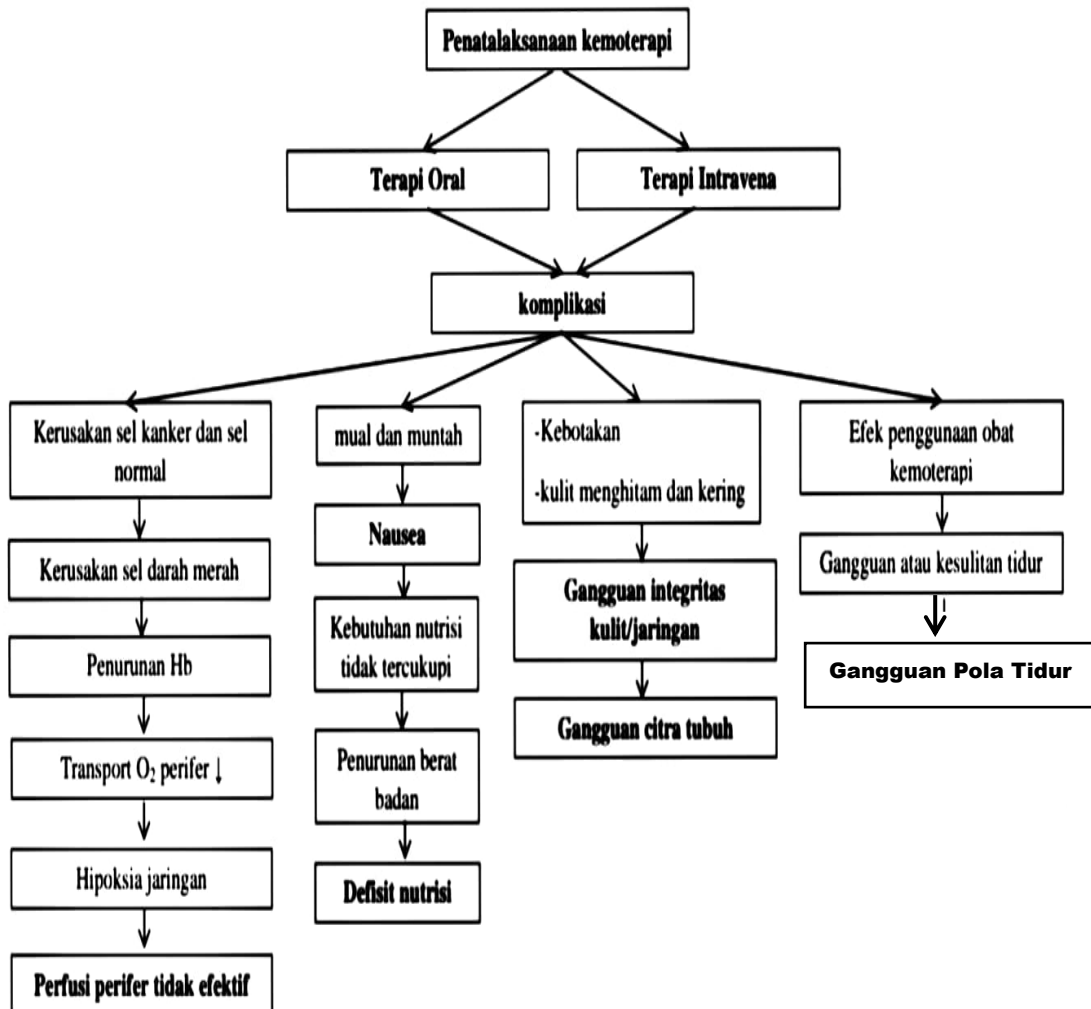 Penatalaksanaan kemoterapi
Terapi Oral
Terapi Intravena
komplikasi
Kerusakan sel kanker dan sel
normal
Kerusakan sel darah merah
Penurunan Hb
Transport O₂ perifer ↓
Hipoksia jaringan
Perfusi perifer tidak efektif
mual dan muntah
Nausea
Kebutuhan nutrisi
tidak tercukupi
Penurunan berat
badan
Defisit nutrisi
-Kebotakan
-kulit menghitam dan kering
Gangguan integritas
kulit/jaringan
Gangguan citra tubuh
Efek penggunaan obat
kemoterapi
Gangguan atau kesulitan tidur
Gangguan Pola Tidur